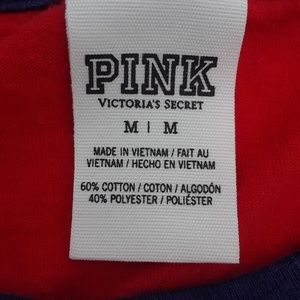 PINK
VICTORIA'S SECRET
M | M
MADE IN VIETNAM / FAIT AU
VIETNAM / HECHO EN VIETNAM
60% COTTON / COTON / ALGODÓN
40% POLYESTER / POLIÉSTER